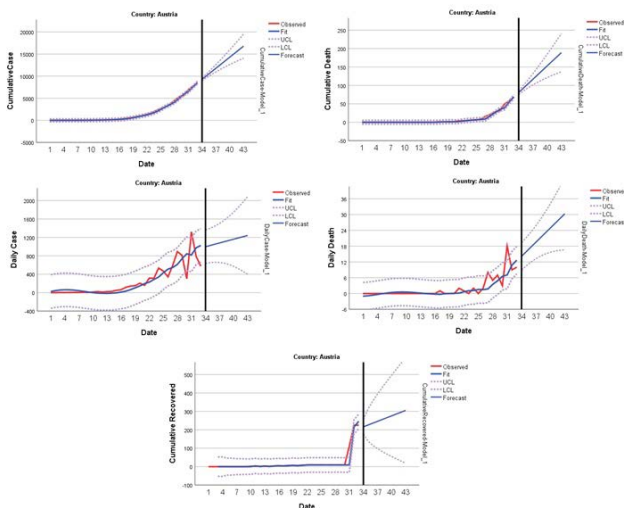 Country: Austria
Observed
Fit
UCL
LCL
Forecast
20000
15000
10000
5000
0
-5000
CumulativeCase
CumulativeCase-Model_1
1 4 7 10 13 16 19 22 25 28 31 34 37 40 43
Date
Country: Austria
Observed
Fit
UCL
LCL
Forecast
250
200
150
100
50
0
-50
Cumulative Death
CumulativeDeath-Model_1
1 4 7 10 13 16 19 22 25 28 31 34 37 40 43
Date
Country: Austria
Observed
Fit
UCL
LCL
Forecast
2200
1800
1400
1000
600
200
-400
Daily Case
DailyCase-Model_1
1 4 7 10 13 16 19 22 25 28 31 34 37 40 43
Date
Country: Austria
Observed
Fit
UCL
LCL
Forecast
36
30
24
18
12
6
0
-6
Daily Death
DailyDeath-Model_1
1 4 7 10 13 16 19 22 25 28 31 34 37 40 43
Date
Country: Austria
Observed
Fit
UCL
LCL
Forecast
500
400
300
200
100
0
-100
Cumulative Recovered
CumulativeRecovered-Model_1
1 4 7 10 13 16 19 22 25 28 31 34 37 40 43
Date